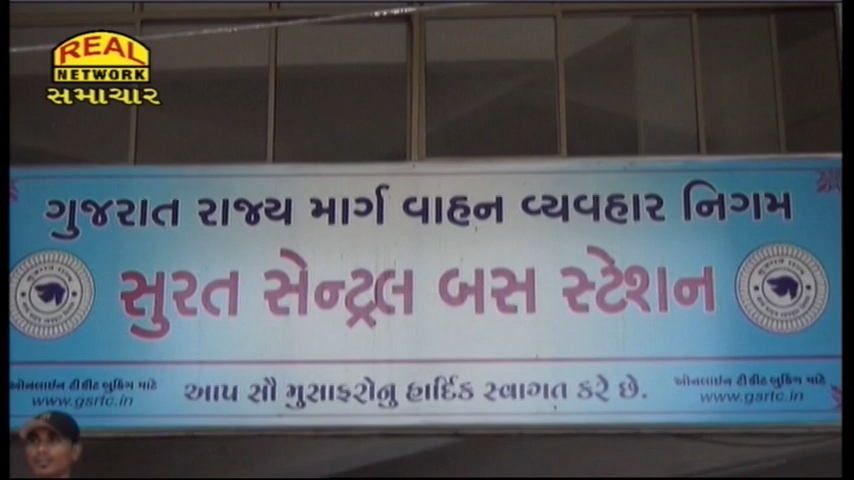 REAL
NETWORK
સમાચાર
ગુજરાત રાજ્ય માર્ગ વાહન વ્યવહાર નિગમ
સુરત સેન્ટ્રલ બસ સ્ટેશન
ઓનલાઈન ટીકીટ બુકિંગ માટે
www.gsrtc.in
આપ સૌ મુસાફરોનુ હાર્દિક સ્વાગત કરે છે.
ઓનલાઈન ટીકીટ બુકિંગ માટે
www.gsrtc.in